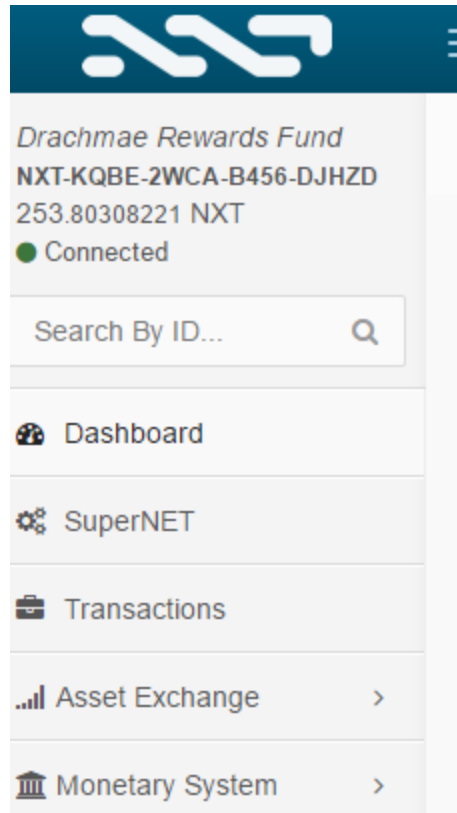 Drachmae Rewards Fund
NXT-KQBE-2WCA-B456-DJHZD
253.80308221 NXT
Connected
Search By ID...
Dashboard
SuperNET
Transactions
Asset Exchange
Monetary System